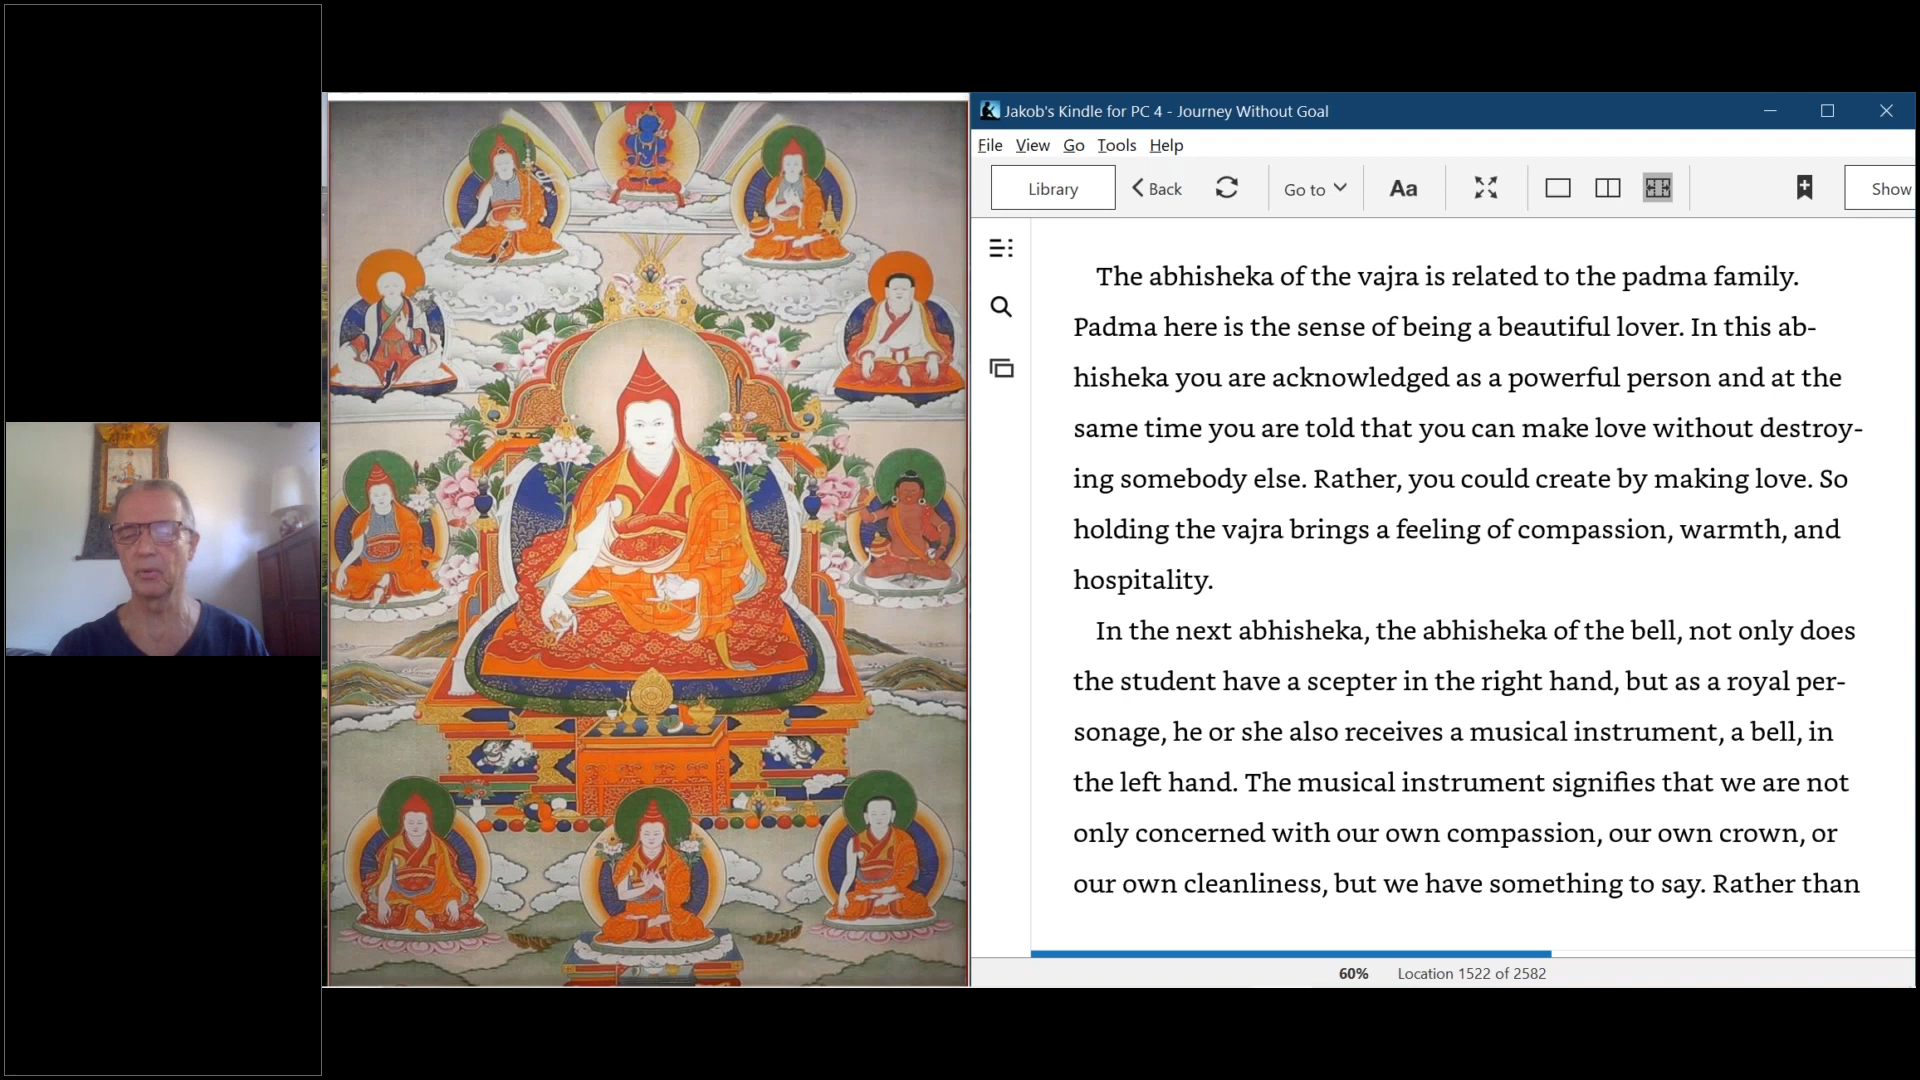 Jakob's Kindle for PC 4 - Journey Without Goal
File View Go Tools Help
Library Back Go to Aa Show
The abhisheka of the vajra is related to the padma family.
Padma here is the sense of being a beautiful lover. In this ab-
hisheka you are acknowledged as a powerful person and at the
same time you are told that you can make love without destroy-
ing somebody else. Rather, you could create by making love. So
holding the vajra brings a feeling of compassion, warmth, and
hospitality.
In the next abhisheka, the abhisheka of the bell, not only does
the student have a scepter in the right hand, but as a royal per-
sonage, he or she also receives a musical instrument, a bell, in
the left hand. The musical instrument signifies that we are not
only concerned with our own compassion, our own crown, or
our own cleanliness, but we have something to say. Rather than
60% Location 1522 of 2582